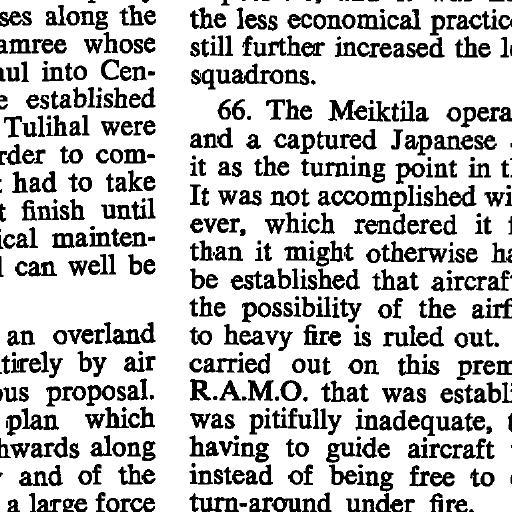 ses along the
amree whose
aul into Cen-
e established
Tulihal were
rder to com-
had to take
t finish until
ical mainten-
can well be
an overland
tirely by air
ous proposal.
plan which
hwards along
and of the
a large force
the less economical practice
still further increased the l
squadrons.
66. The Meiktila opera
and a captured Japanese
it as the turning point in t
It was not accomplished wi
ever, which rendered it
than it might otherwise ha
be established that aircraf
the possibility of the airf
to heavy fire is ruled out.
carried out on this prem
R.A.M.O. that was establi
was pitifully inadequate,
having to guide aircraft
instead of being free to
turn-around under fire.